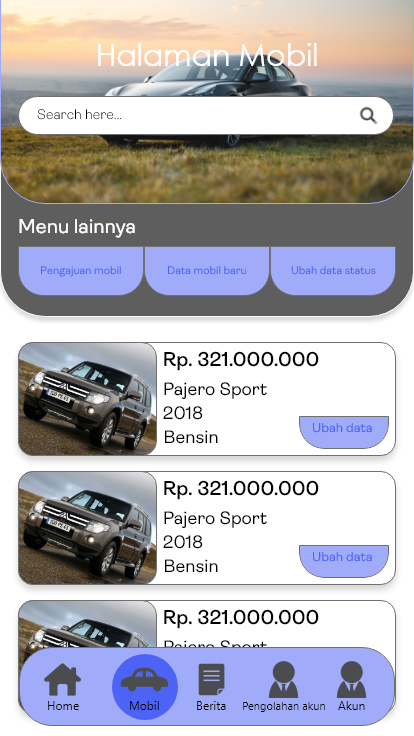 Halaman Mobil
Search here...
Menu lainnya
Pengajuan mobil
Data mobil baru
Ubah data status
Rp. 321.000.000
Pajero Sport
2018
Bensin
Ubah data
Rp. 321.000.000
Pajero Sport
2018
Bensin
Ubah data
Rp. 321.000.000
Pajero Sport
Home
Mobil
Berita
Pengolahan akun
Akun